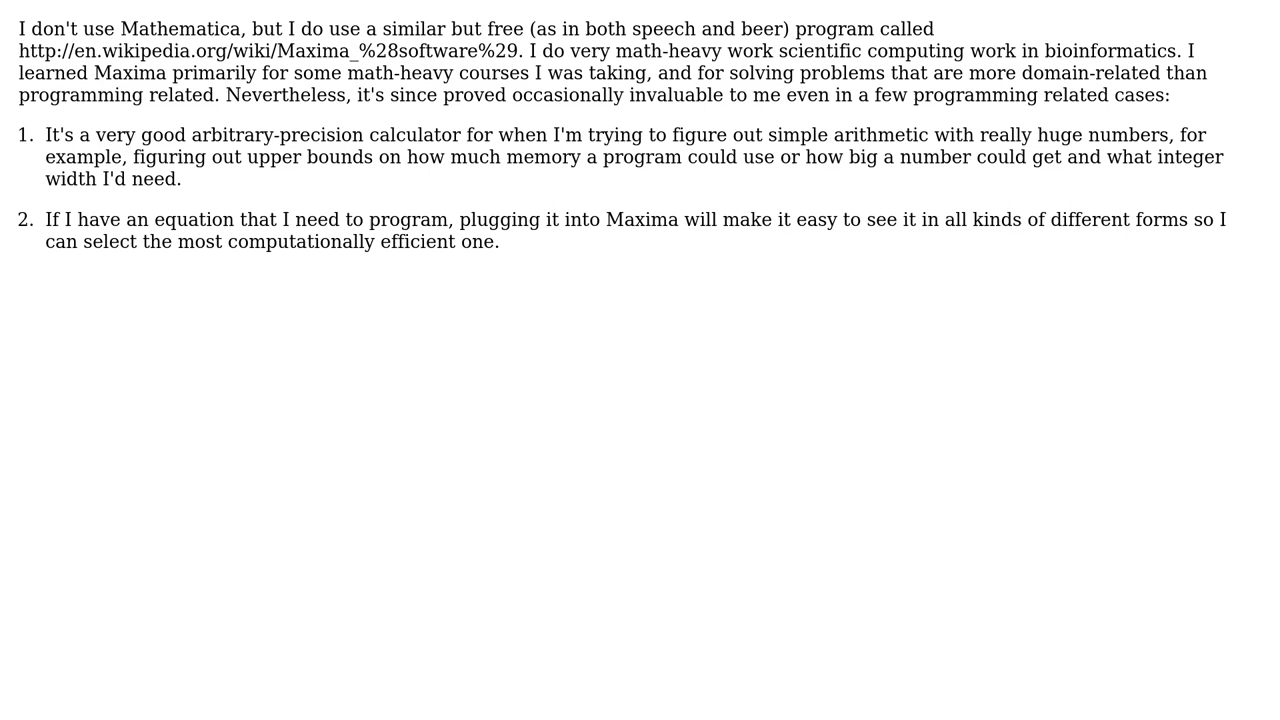 I don't use Mathematica, but I do use a similar but free (as in both speech and beer) program called
http://en.wikipedia.org/wiki/Maxima_%28software%29. I do very math-heavy work scientific computing work in bioinformatics. I
learned Maxima primarily for some math-heavy courses I was taking, and for solving problems that are more domain-related than
programming related. Nevertheless, it's since proved occasionally invaluable to me even in a few programming related cases:
1. It's a very good arbitrary-precision calculator for when I'm trying to figure out simple arithmetic with really huge numbers, for
example, figuring out upper bounds on how much memory a program could use or how big a number could get and what integer
width I'd need.
2. If I have an equation that I need to program, plugging it into Maxima will make it easy to see it in all kinds of different forms so I
can select the most computationally efficient one.